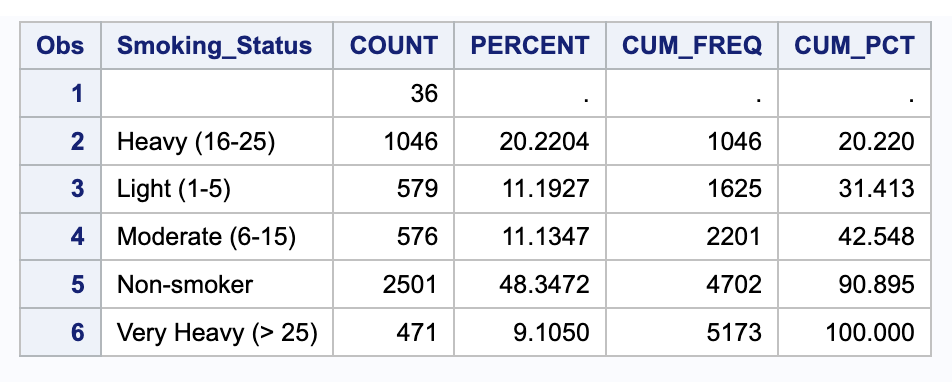 Obs Smoking_Status COUNT PERCENT CUM_FREQ CUM_PCT
1 36 . . .
2 Heavy (16-25) 1046 20.2204 1046 20.220
3 Light (1-5) 579 11.1927 1625 31.413
4 Moderate (6-15) 576 11.1347 2201 42.548
5 Non-smoker 2501 48.3472 4702 90.895
6 Very Heavy (> 25) 471 9.1050 5173 100.000